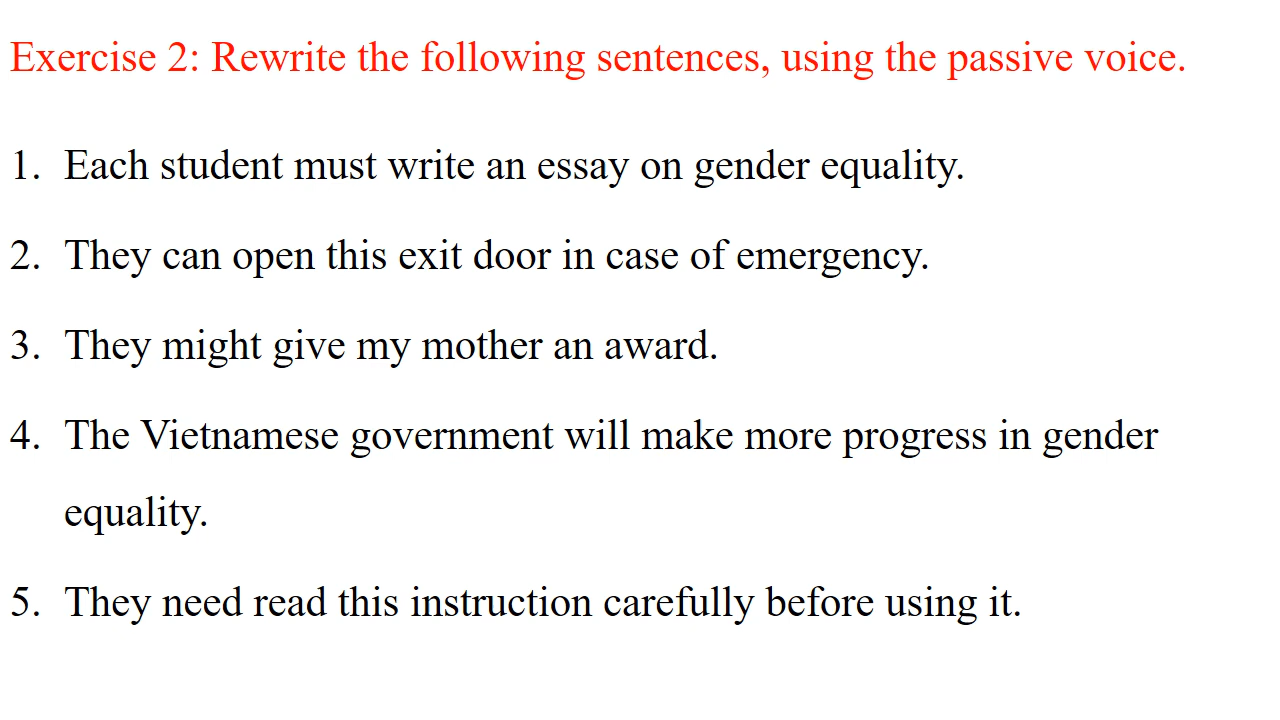 Exercise 2: Rewrite the following sentences, using the passive voice.
1. Each student must write an essay on gender equality.
2. They can open this exit door in case of emergency.
3. They might give my mother an award.
4. The Vietnamese government will make more progress in gender
equality.
5. They need read this instruction carefully before using it.